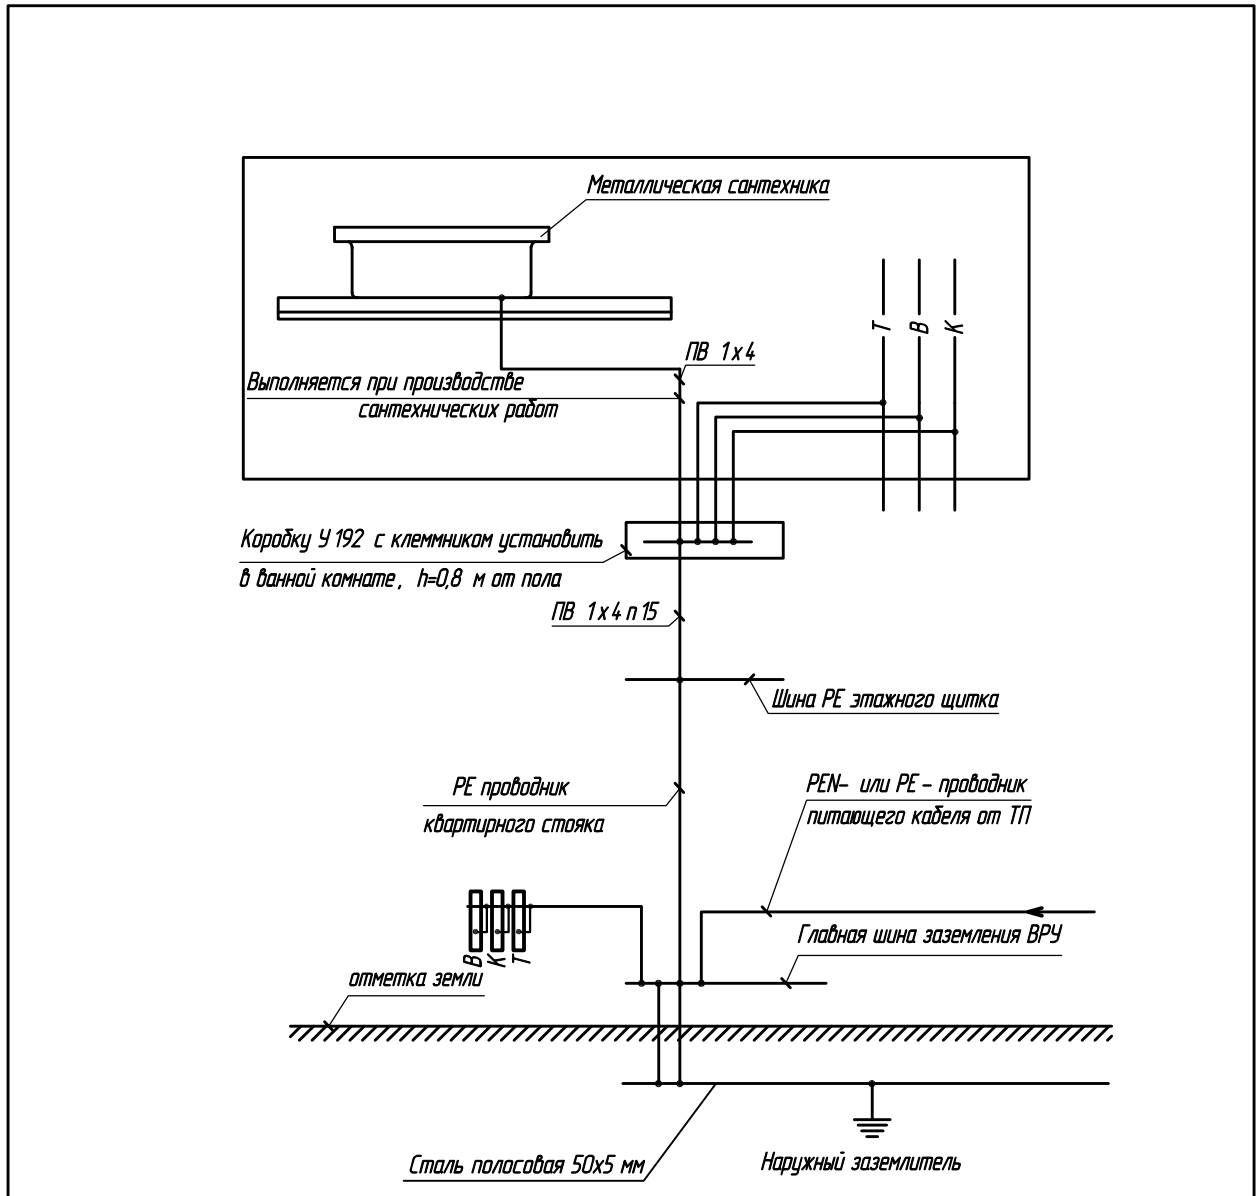 Металлическая сантехника
Т
В
К
ПВ 1х4
Выполняется при производстве
сантехнических работ
Коробку У 192 с клеммником установить
в ванной комнате, h=0,8 м от пола
ПВ 1х4 п 15
Шина РЕ этажного щитка
РЕ проводник
квартирного стояка
PEN- или РЕ - проводник
питающего кабеля от ТП
Главная шина заземления ВРУ
В
К
Т
отметка земли
Сталь полосовая 50х5 мм
Наружный заземлитель